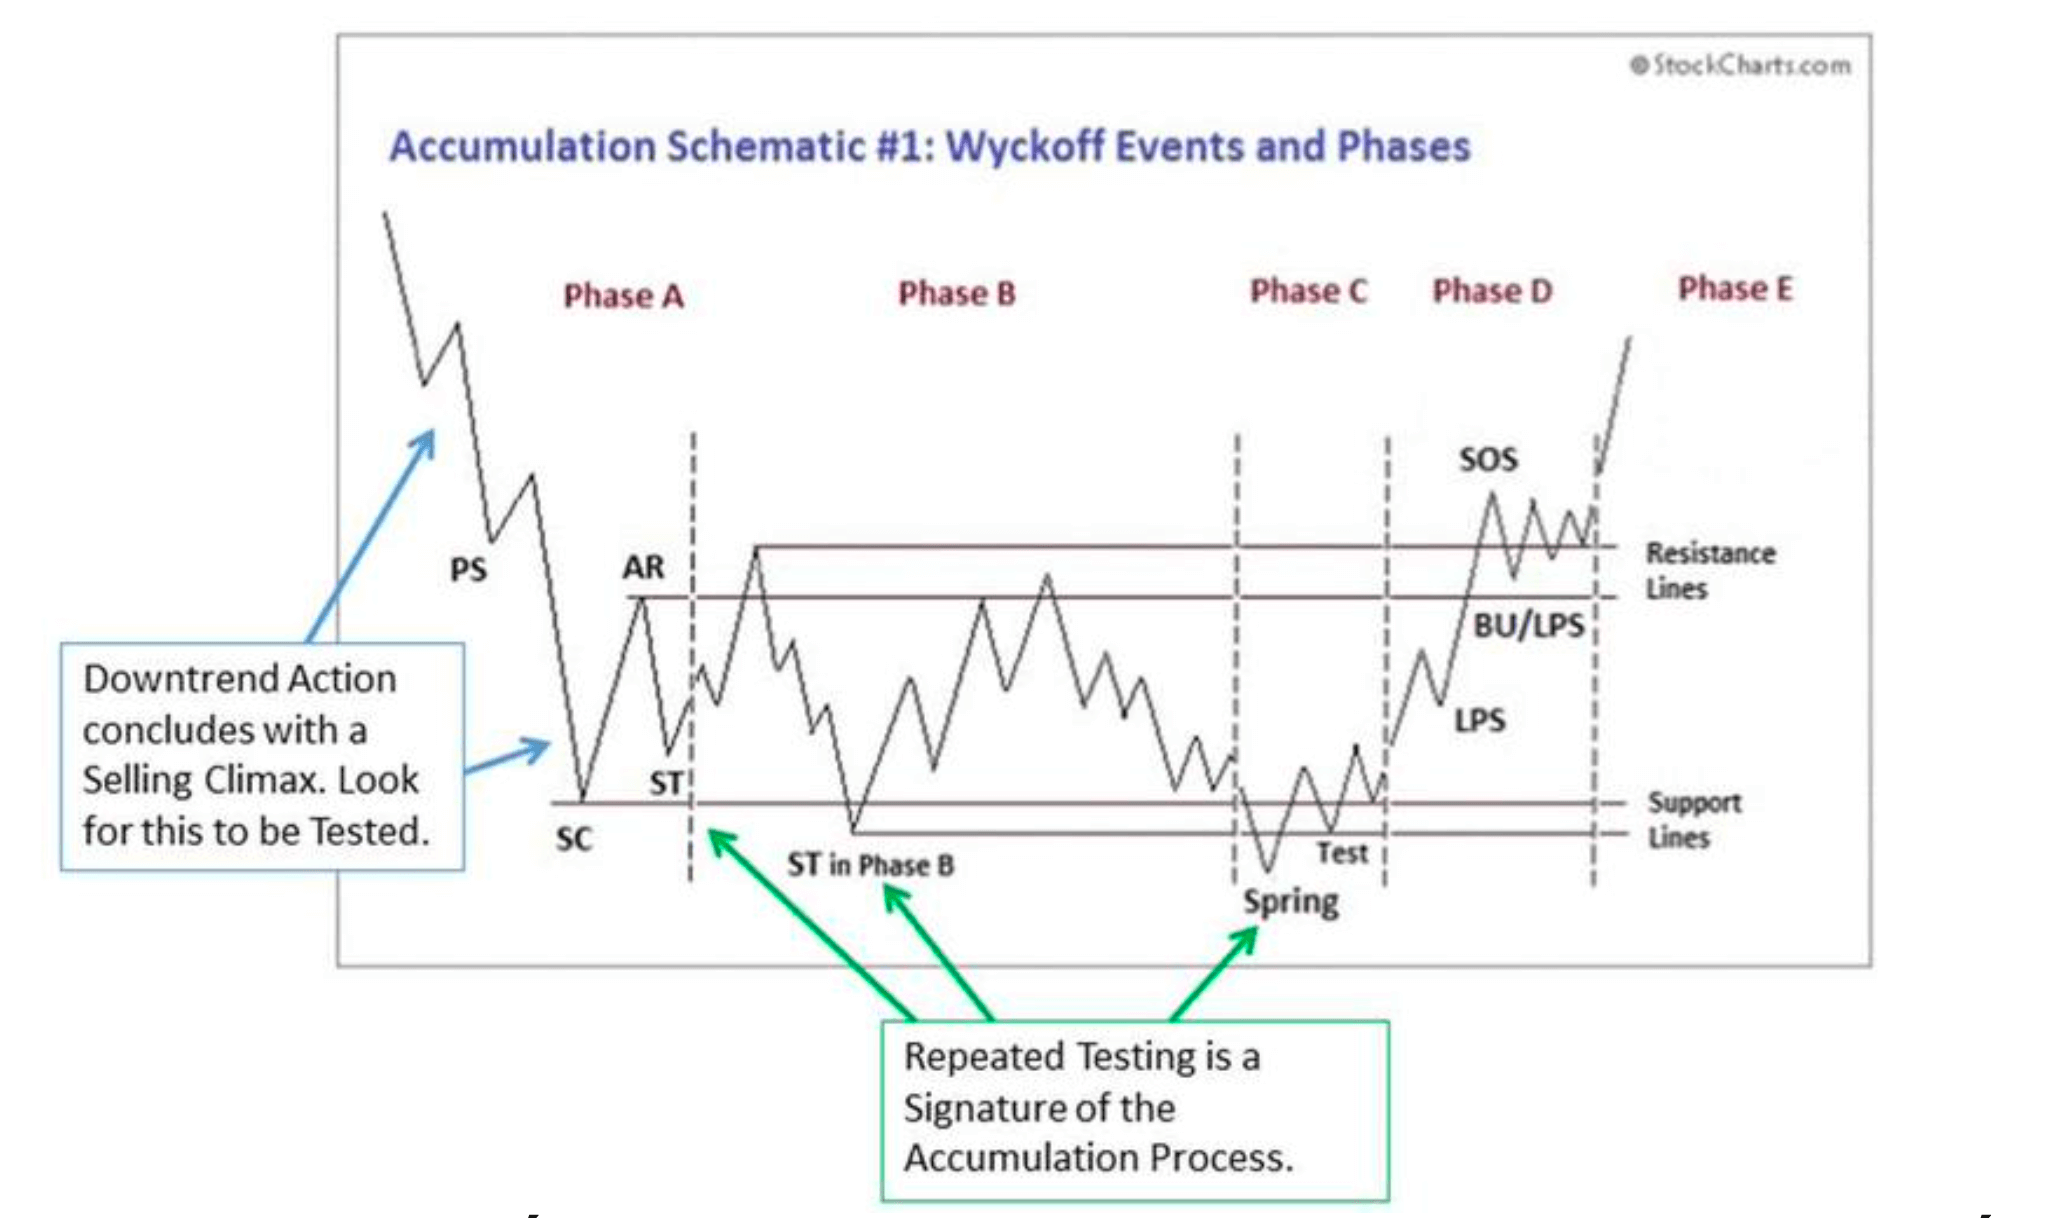 ©StockCharts.com
Accumulation Schematic #1: Wyckoff Events and Phases
Phase A
Phase B
Phase C
Phase D
Phase E
SOS
PS
AR
Resistance
Lines
BU/LPS
Downtrend Action
concludes with a
Selling Climax. Look
for this to be Tested.
LPS
ST
SC
Support
Lines
ST in Phase B
Test
Spring
Repeated Testing is a
Signature of the
Accumulation Process.